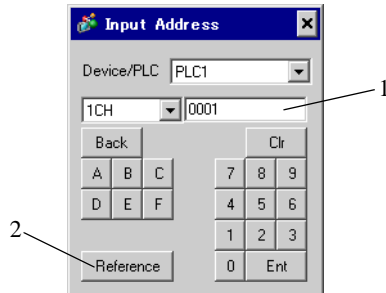 Input Address
Device/PLC PLC1
1CH 0001
1
Back Clr
A B C 7 8 9
D E F 4 5 6
1 2 3
2
Reference 0 Ent